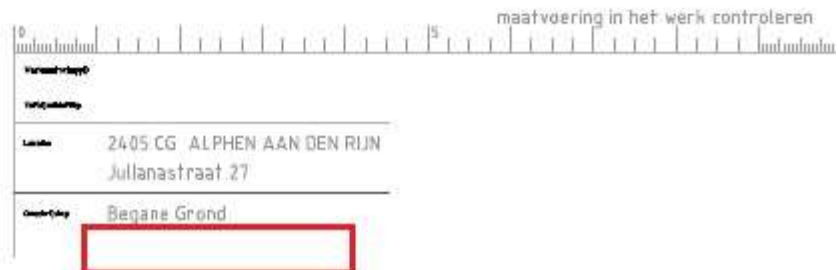 maatvoering in het werk controleren
0 5
2405 CG ALPHEN AAN DEN RIJN
Julianastraat 27
Begane Grond